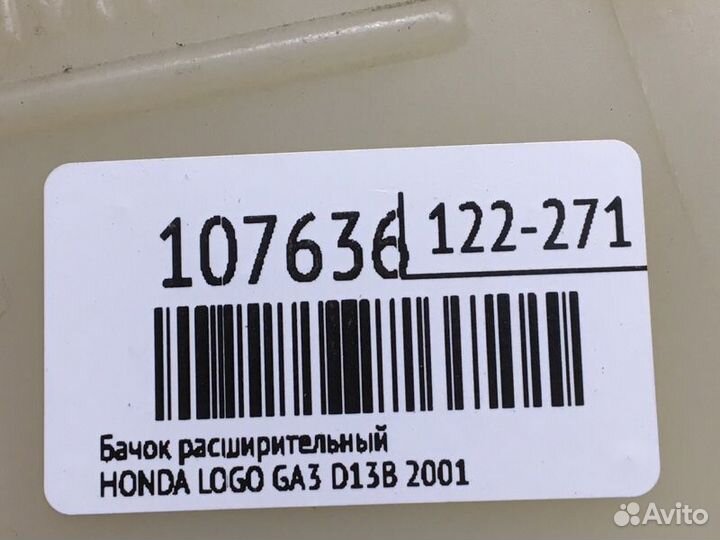 107636
122-271
Бачок расширительный
HONDA LOGO GA3 D13B 2001
Avito